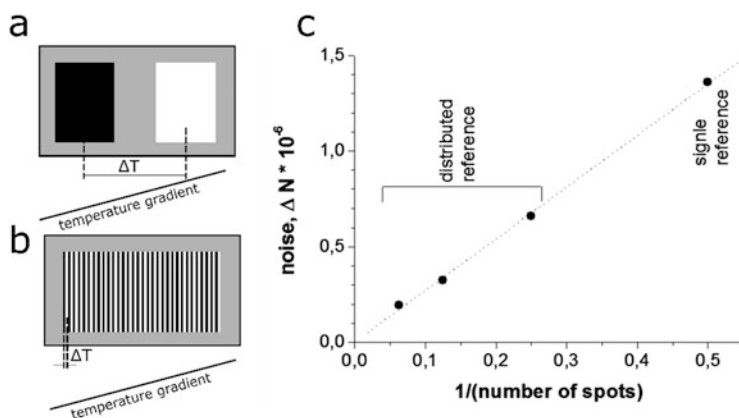 a
ΔT
temperature gradient
b
ΔT
temperature gradient
c
noise, Δ N * 10⁻⁶
1,5
1,0
0,5
0,0
distributed
reference
signle
reference
0,0 0,1 0,2 0,3 0,4 0,5
1/(number of spots)